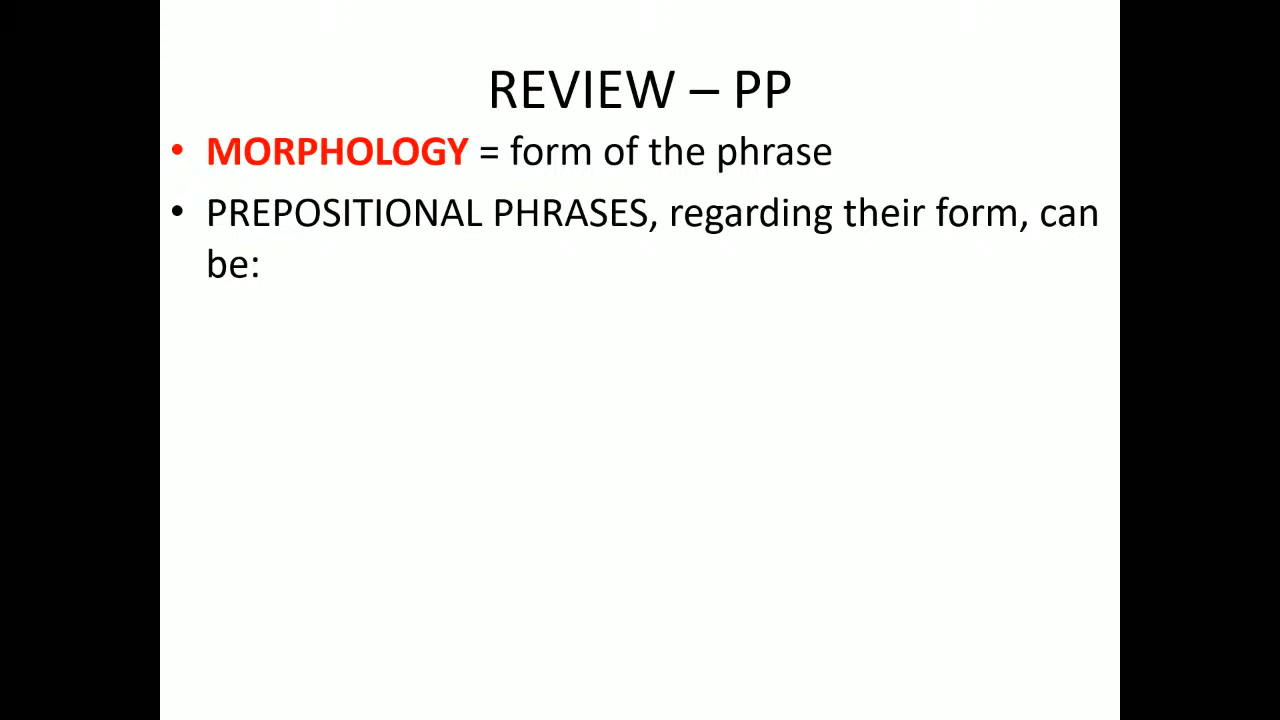 REVIEW – PP
• MORPHOLOGY = form of the phrase
• PREPOSITIONAL PHRASES, regarding their form, can
be: